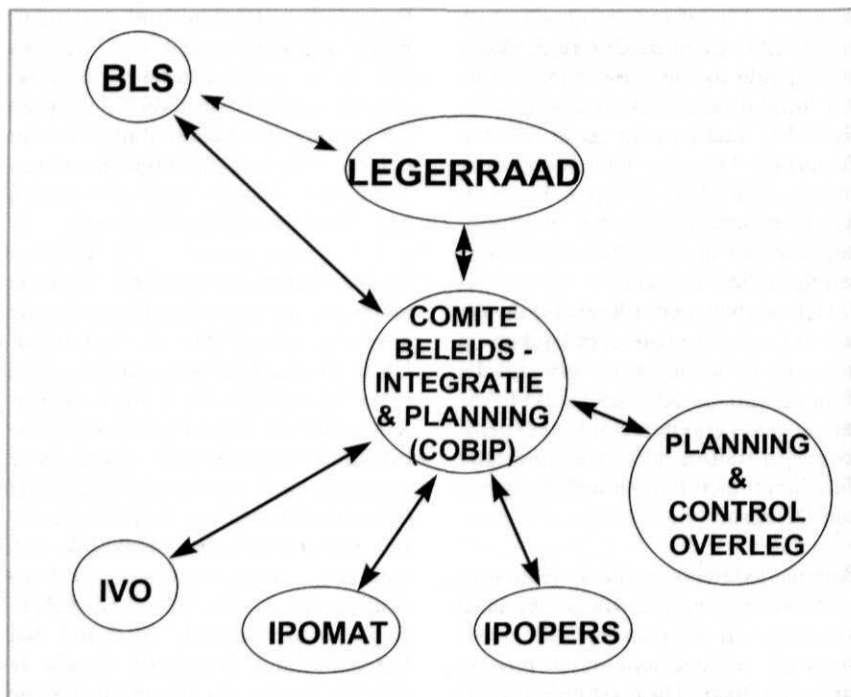 BLS
LEGERRAAD
COMITE
BELEIDS -
INTEGRATIE
& PLANNING
(COBIP)
PLANNING
&
CONTROL
OVERLEG
IVO
IPOMAT
IPOPERS